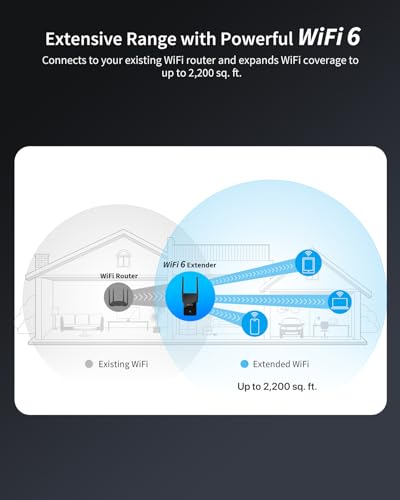 Extensive Range with Powerful WiFi 6
Connects to your existing WiFi router and expands WiFi coverage to
up to 2,200 sq. ft.
WiFi 6 Extender
WiFi Router
Existing WiFi
Extended WiFi
Up to 2,200 sq. ft.